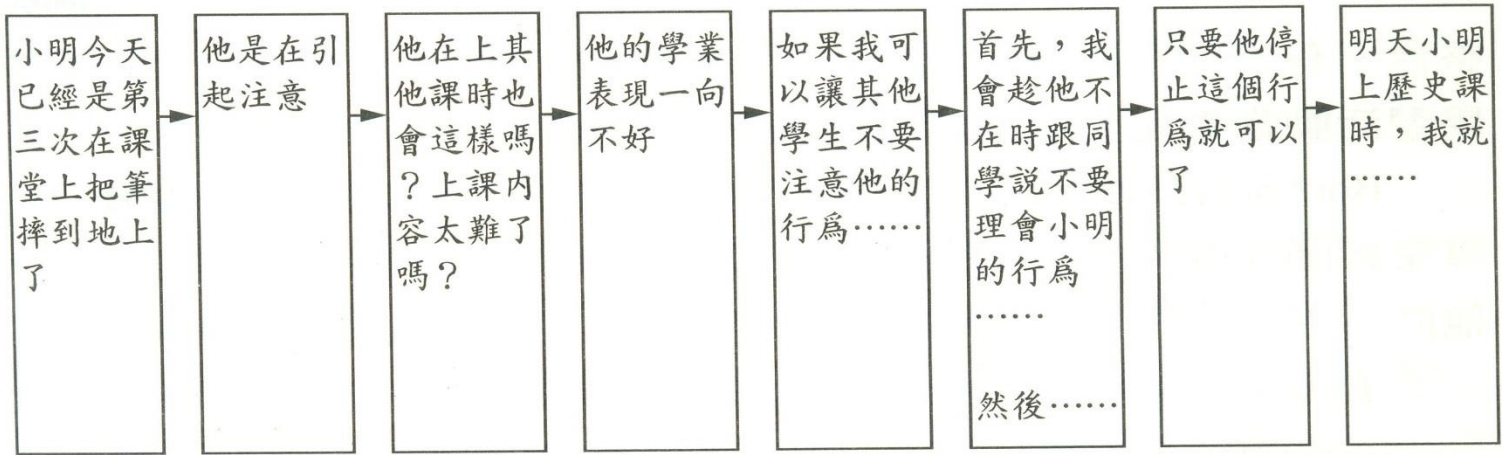 小明今天
已經是第
三次在課
堂上把筆
摔到地上
了
他是在引
起注意
他在上其
他課時也
會這樣嗎
？上課內
容太難了
嗎？
他的學業
表現一向
不好
如果我可
以讓其他
學生不要
注意他的
行爲……
首先，我
會趁他不
在時跟同
學說不要
理會小明
的行爲
……
然後……
只要他停
止這個行
爲就可以
了
明天小明
上歷史課
時，我就
……